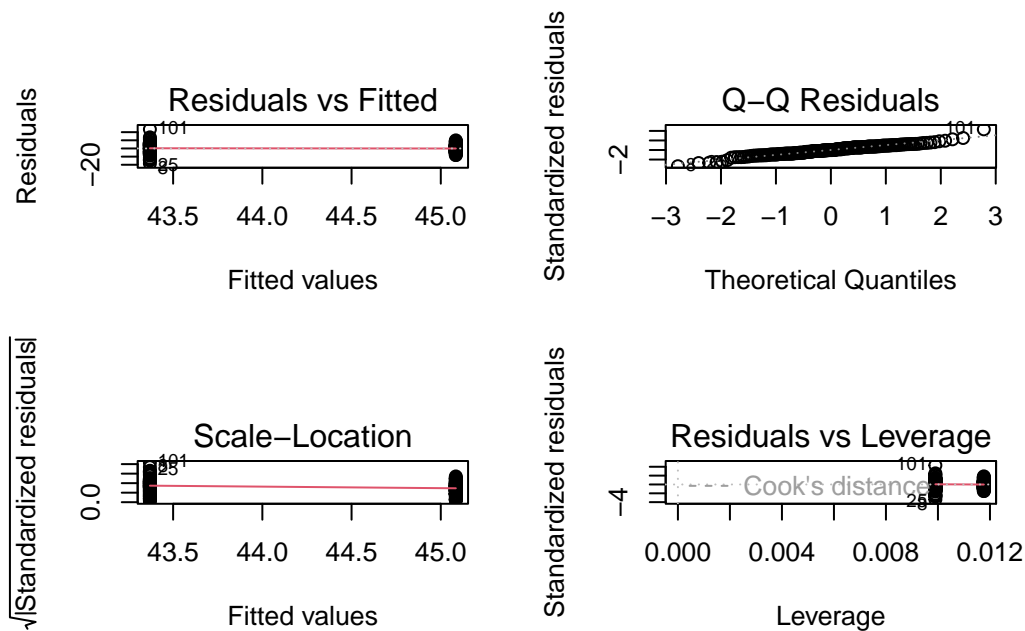 Residuals vs Fitted
Residuals
−20
101
25
43.5 44.0 44.5 45.0
Fitted values
Q−Q Residuals
Standardized residuals
−2
101
8
−3 −2 −1 0 1 2 3
Theoretical Quantiles
Scale−Location
√|Standardized residuals|
0.0
101
25
43.5 44.0 44.5 45.0
Fitted values
Residuals vs Leverage
Standardized residuals
−4
Cook's distance
101
25
8
0.000 0.004 0.008 0.012
Leverage